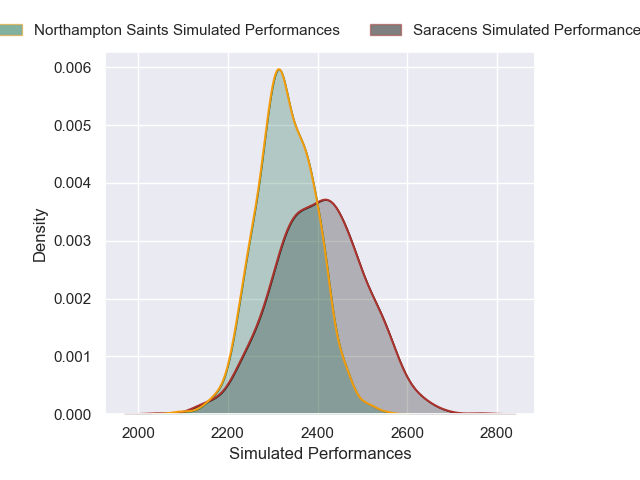 Northampton Saints Simulated Performances Saracens Simulated Performance
0.006
0.005
0.004
0.003
0.002
0.001
0.000
Density
2000 2200 2400 2600 2800
Simulated Performances